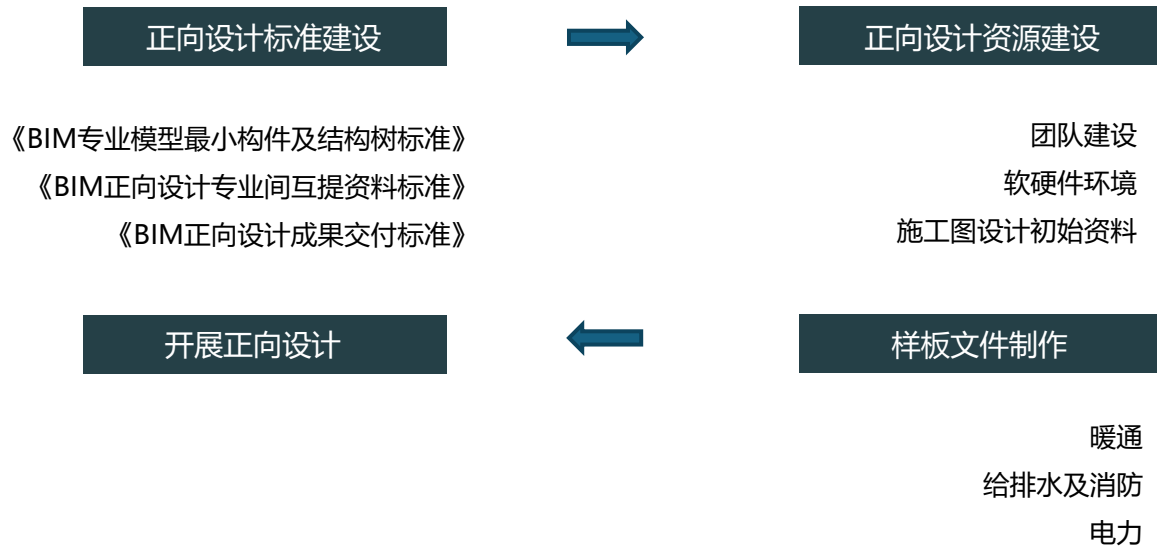 正向设计标准建设
正向设计资源建设
《BIM专业模型最小构件及结构树标准》
《BIM正向设计专业间互提资料标准》
《BIM正向设计成果交付标准》
团队建设
软硬件环境
施工图设计初始资料
开展正向设计
样板文件制作
暖通
给排水及消防
电力